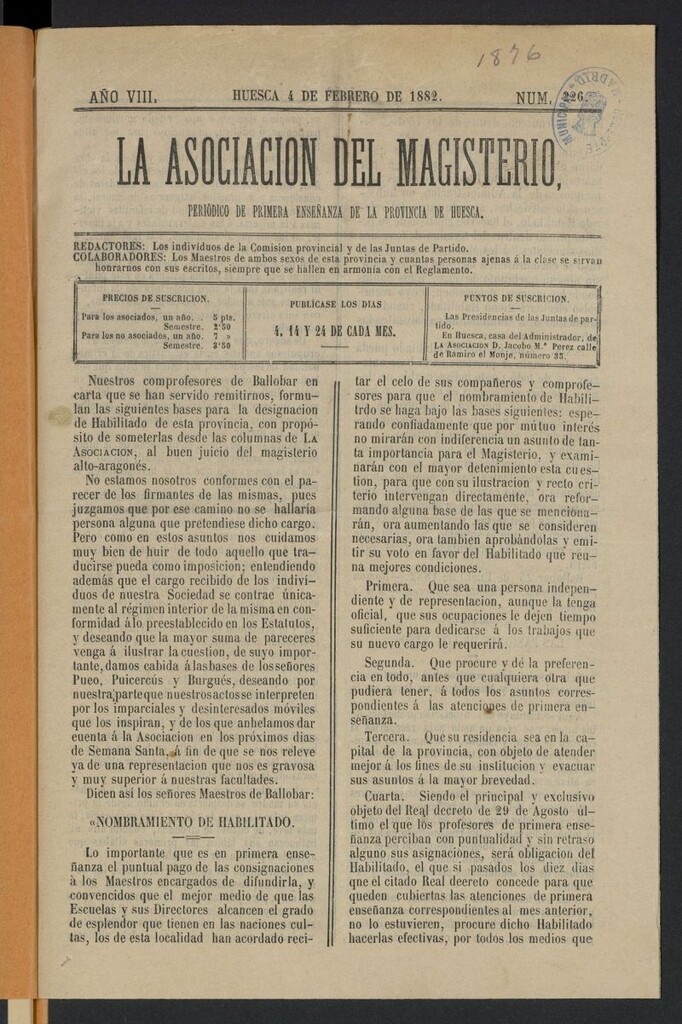 1876
AÑO VIII. HUESCA 4 DE FEBRERO DE 1882. NUM. 226.
MUNICIPAL MADRID
LA ASOCIACION DEL MAGISTERIO,
PERIÓDICO DE PRIMERA ENSEÑANZA DE LA PROVINCIA DE HUESCA.
REDACTORES: Los indivíduos de la Comision provincial y de las Juntas de Partido.
COLABORADORES: Los Maestros de ambos sexos de esta provincia y cuantas personas ajenas á la clase se sirvan
honrarnos con sus escritos, siempre que se hallen en armonía con el Reglamento.
PRECIOS DE SUSCRICION.
Para los asociados, un año. . 5 pts.
Semestre. 2'50
Para los no asociados, un año. 7 »
Semestre. 3'50
PUBLÍCASE LOS DIAS
4, 14 Y 24 DE CADA MES.
PUNTOS DE SUSCRICION.
Las Presidencias de las Juntas de par-
tido.
En Huesca, casa del Administrador, de
LA ASOCIACION D. Jacobo M.ª Perez calle
de Ramiro el Monje, número 35.
Nuestros comprofesores de Ballobar en
carta que se han servido remitirnos, formu-
lan las siguientes bases para la designacion
de Habilitado de esta provincia, con propó-
sito de someterlas desde las columnas de LA
ASOCIACION, al buen juicio del magisterio
alto-aragonés.
No estamos nosotros conformes con el pa-
recer de los firmantes de las mismas, pues
juzgamos que por ese camino no se hallaría
persona alguna que pretendiese dicho cargo.
Pero como en estos asuntos nos cuidamos
muy bien de huir de todo aquello que tra-
ducirse pueda como imposicion; entendiendo
además que el cargo recibido de los indiví-
duos de nuestra Sociedad se contrae única-
mente al régimen interior de la misma en con-
formidad á lo preestablecido en los Estatutos,
y deseando que la mayor suma de pareceres
venga á ilustrar la cuestion, de suyo impor-
tante, damos cabida á las bases de los señores
Pueo, Puicercús y Burgués, deseando por
nuestra parte que nuestros actos se interpreten
por los imparciales y desinteresados móviles
que los inspiran, y de los que anhelamos dar
cuenta á la Asociacion en los próximos dias
de Semana Santa, á fin de que se nos releve
ya de una representacion que nos es gravosa
y muy superior á nuestras facultades.
Dicen así los señores Maestros de Ballobar:
«NOMBRAMIENTO DE HABILITADO.
Lo importante que es en primera ense-
ñanza el puntual pago de las consignaciones
á los Maestros encargados de difundirla, y
convencidos que el mejor medio de que las
Escuelas y sus Directores alcancen el grado
de esplendor que tienen en las naciones cul-
tas, los de esta localidad han acordado reci-
tar el celo de sus compañeros y comprofe-
sores para que el nombramiento de Habili-
trdo se haga bajo las bases siguientes: espe-
rando confiadamente que por mútuo interés
no mirarán con indiferencia un asunto de tan-
ta importancia para el Magisterio, y exami-
narán con el mayor detenimiento esta cues-
tion, para que con su ilustracion y recto cri-
terio intervengan directamente, ora refor-
mando alguna base de las que se menciona-
rán, ora aumentando las que se consideren
necesarias, ora tambien aprobándolas y emi-
tir su voto en favor del Habilitado que reu-
na mejores condiciones.
Primera. Que sea una persona indepen-
diente y de representacion, aunque la tenga
oficial, que sus ocupaciones le dejen tiempo
suficiente para dedicarse á los trabajos que
su nuevo cargo le requerirá.
Segunda. Que procure y dé la preferen-
cia en todo, antes que cualquiera otra que
pudiera tener, á todos los asuntos corres-
pondientes á las atenciones de primera en-
señanza.
Tercera. Que su residencia sea en la ca-
pital de la provincia, con objeto de atender
mejor á los fines de su institucion y evacuar
sus asuntos á la mayor brevedad.
Cuarta. Siendo el principal y exclusivo
objeto del Real decreto de 29 de Agosto úl-
timo el que los profesores de primera ense-
ñanza perciban con puntualidad y sin retraso
alguno sus asignaciones, será obligacion del
Habilitado, el que si pasados los diez dias
que el citado Real decreto concede para que
queden cubiertas las atenciones de primera
enseñanza correspondientes al mes anterior,
no lo estuvieren, procure dicho Habilitado
hacerlas efectivas, por todos los medios que